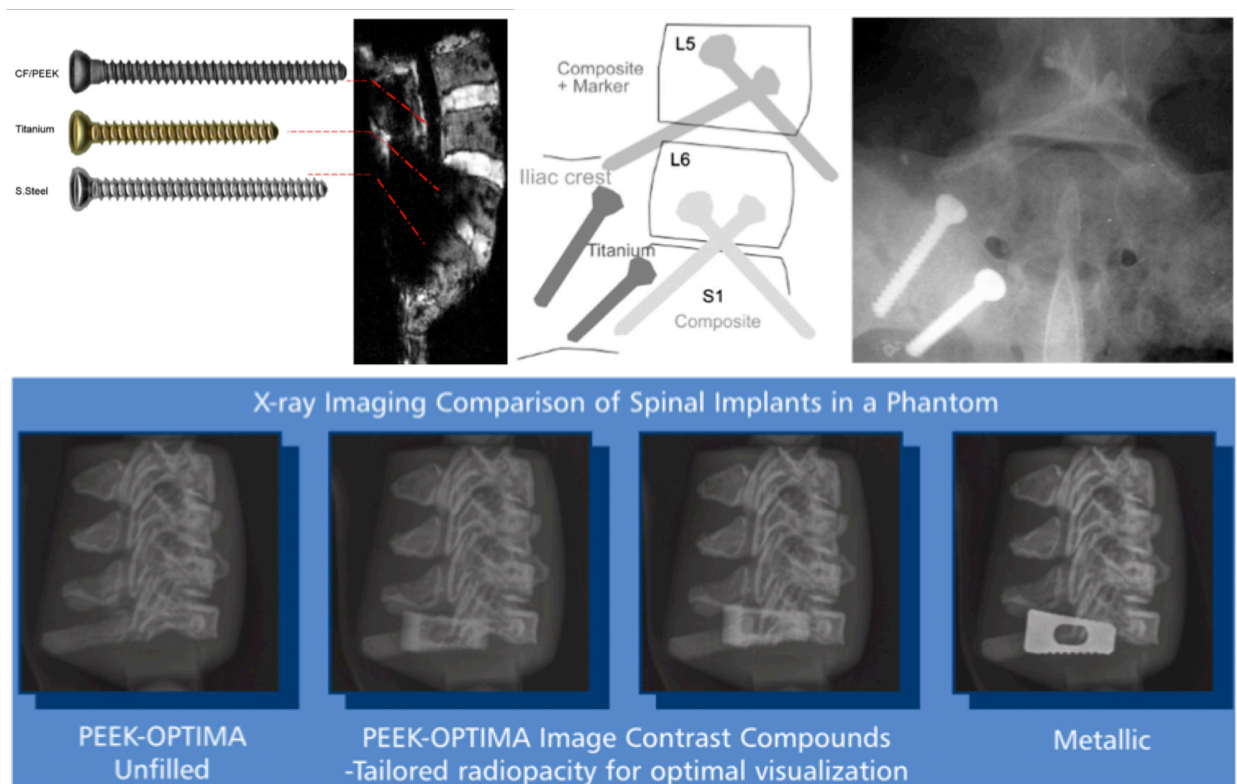 CF/PEEK
Titanium
S.Steel
L5
Composite
+ Marker
L6
Iliac crest
Titanium
S1
Composite
X-ray Imaging Comparison of Spinal Implants in a Phantom
PEEK-OPTIMA
Unfilled
PEEK-OPTIMA Image Contrast Compounds
-Tailored radiopacity for optimal visualization
Metallic